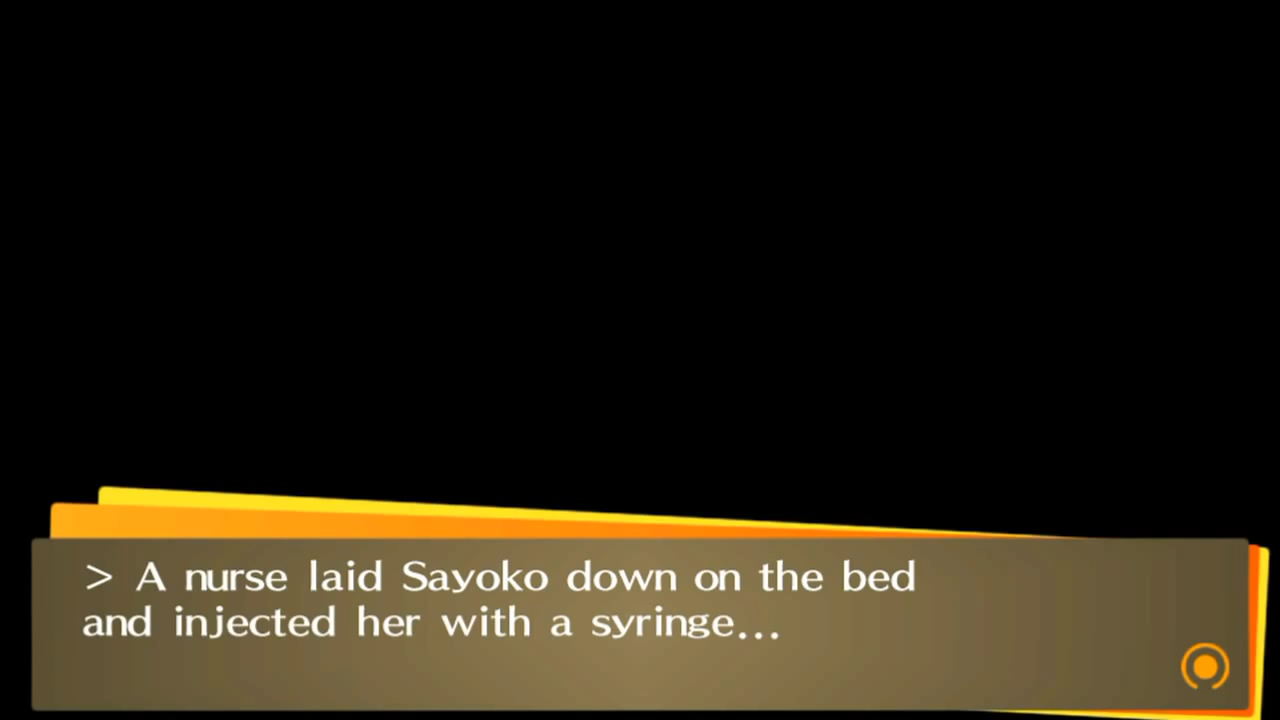 > A nurse laid Sayoko down on the bed
and injected her with a syringe...